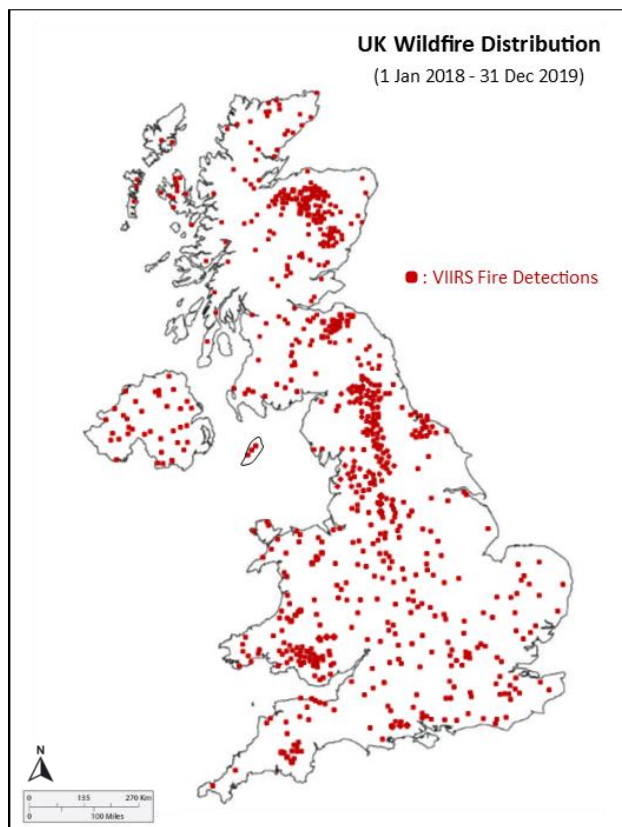 UK Wildfire Distribution
(1 Jan 2018 - 31 Dec 2019)
: VIIRS Fire Detections
N
0 135 270 Km
0 100 Miles